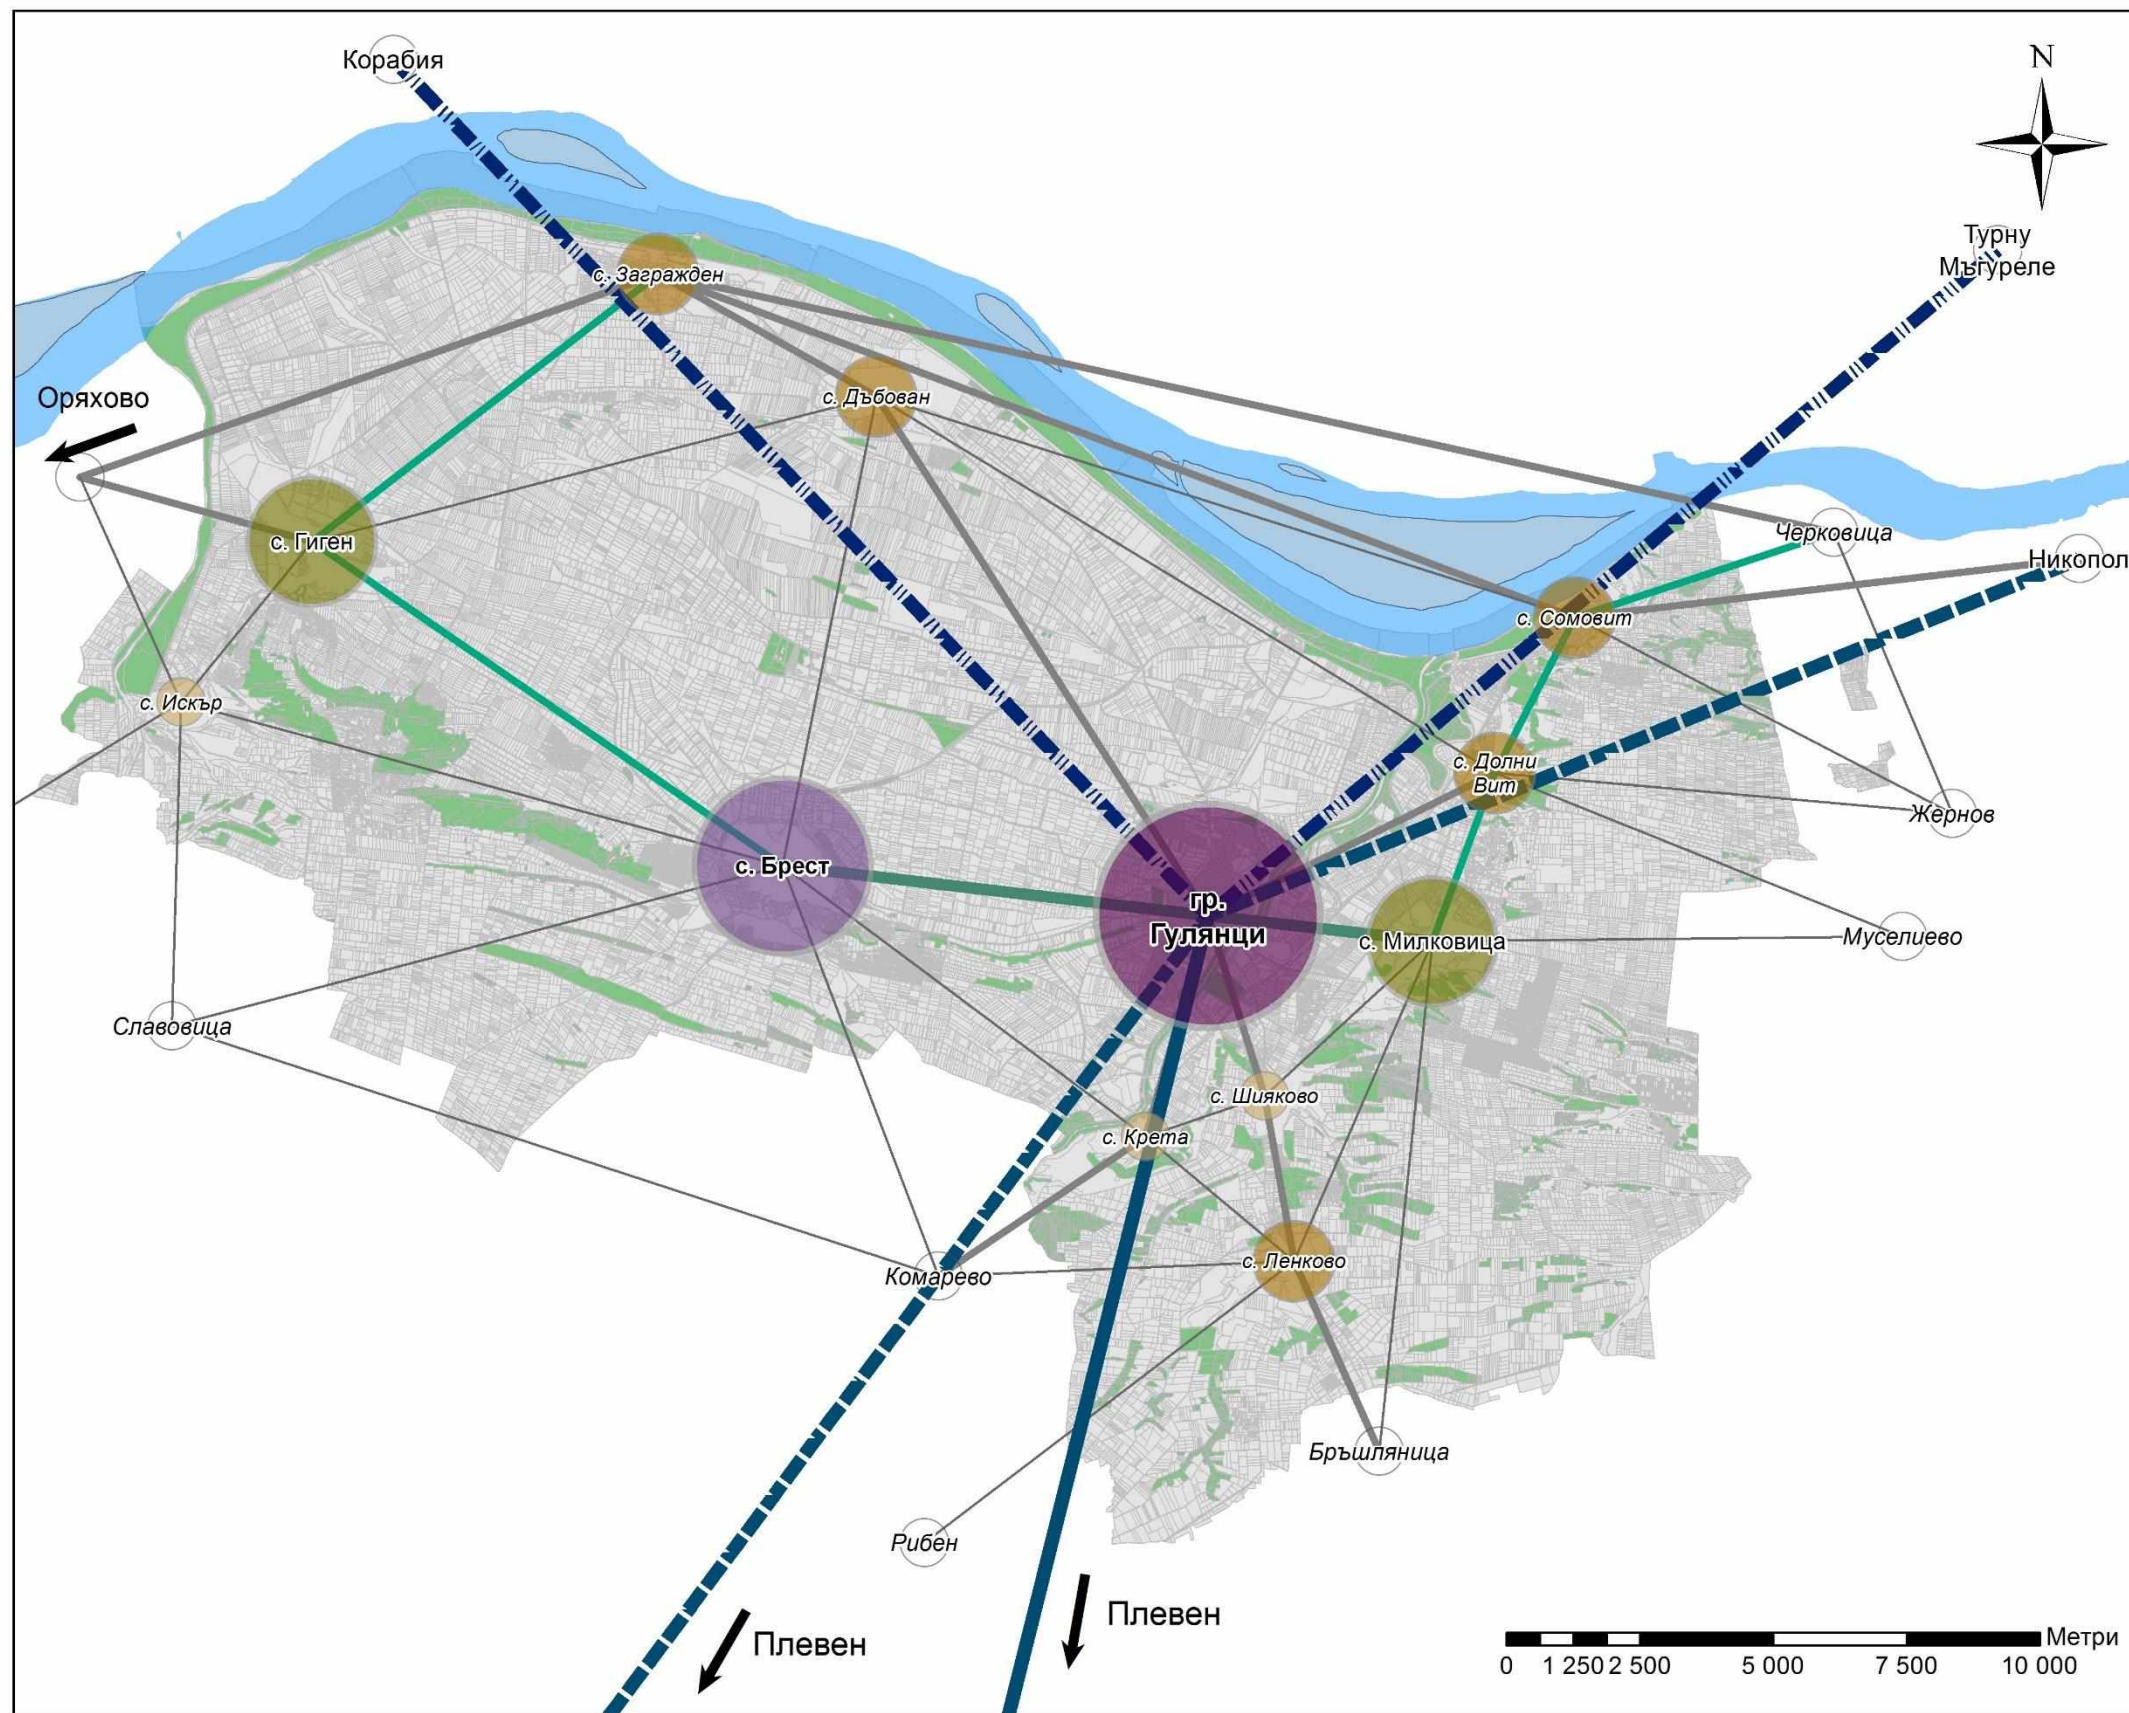 Корабия
N
Турну
Мъгуреле
с. Загражден
Оряхово
с. Дъбован
Черковица
с. Гиген
Никопол
с. Сомовит
с. Искър
с. Долни
Вит
Жернов
с. Брест
гр.
Гулянци
с. Милковица
Муселиево
Славовица
с. Шияково
с. Крета
с. Ленково
Комарево
Бръшляница
Рибен
Плевен
Плевен
Метри
0 1 250 2 500 5 000 7 500 10 000